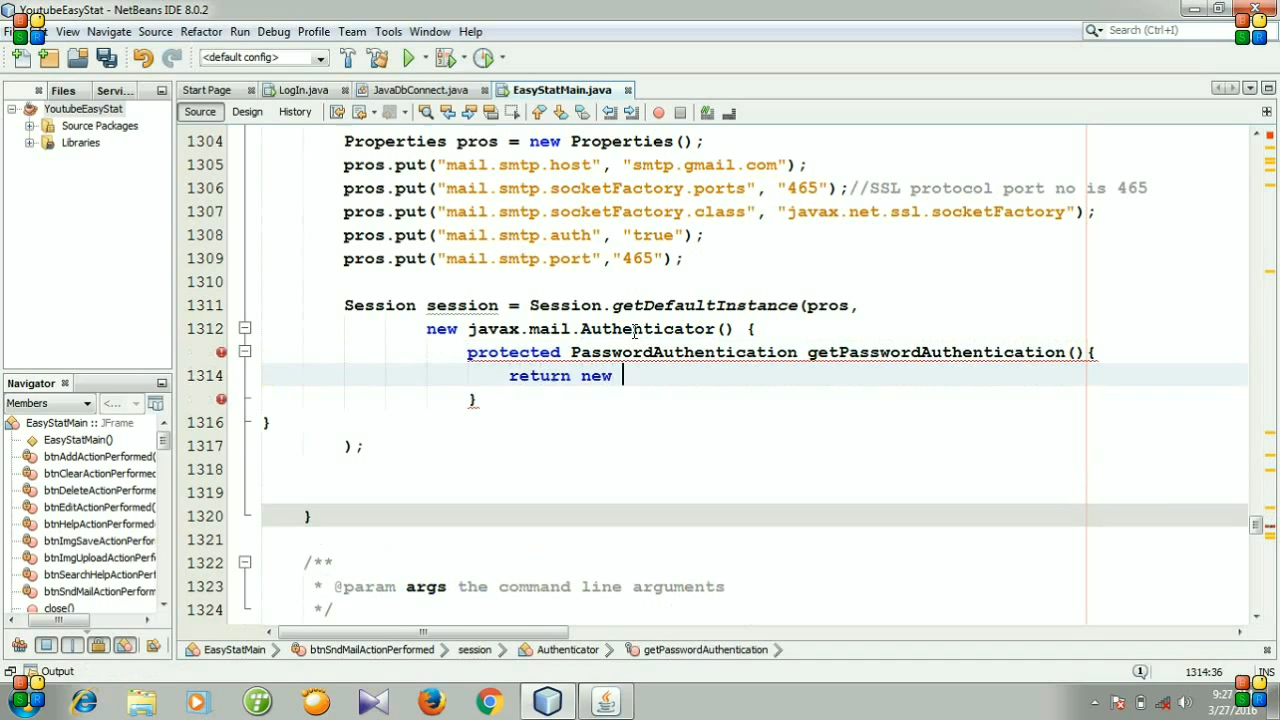 YoutubeEasyStat - NetBeans IDE 8.0.2
View Navigate Source Refactor Run Debug Profile Team Tools Window Help
Search (Ctrl+I)
<default config>
Files Servi...
Start Page LogIn.java JavaDbConnect.java EasyStatMain.java
YoutubeEasyStat
Source Packages
Libraries
Source Design History
1304 Properties pros = new Properties();
1305 pros.put("mail.smtp.host", "smtp.gmail.com");
1306 pros.put("mail.smtp.socketFactory.ports", "465");//SSL protocol port no is 465
1307 pros.put("mail.smtp.socketFactory.class", "javax.net.ssl.socketFactory");
1308 pros.put("mail.smtp.auth", "true");
1309 pros.put("mail.smtp.port","465");
1310
1311 Session session = Session.getDefaultInstance(pros,
1312 new javax.mail.Authenticator() {
protected PasswordAuthentication getPasswordAuthentication(){
1314 return new
}
1316 }
1317 );
1318
1319
1320 }
1321
1322 /**
1323 * @param args the command line arguments
1324 */
Navigator
Members <...
EasyStatMain :: JFrame
EasyStatMain()
btnAddActionPerformed(
btnClearActionPerformed
btnDeleteActionPerforme
btnEditActionPerformed(
btnHelpActionPerformed
btnImgSaveActionPerfor
btnImgUploadActionPerf
btnSearchHelpActionPer
btnSndMailActionPerfor
close()
EasyStatMain btnSndMailActionPerformed session Authenticator getPasswordAuthentication
Output
1
1314:36 INS
9:27
3/27/2016